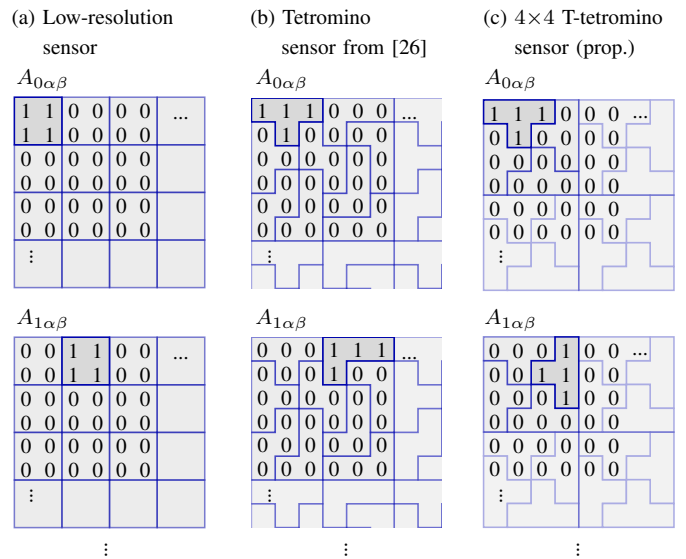 (a) Low-resolution
sensor
(b) Tetromino
sensor from [26]
(c) 4×4 T-tetromino
sensor (prop.)
A0αβ
1 1 0 0 0 0 ...
1 1 0 0 0 0
0 0 0 0 0 0
0 0 0 0 0 0
0 0 0 0 0 0
0 0 0 0 0 0
⋮
A0αβ
1 1 1 0 0 0 ...
0 1 0 0 0 0
0 0 0 0 0 0
0 0 0 0 0 0
0 0 0 0 0 0
0 0 0 0 0 0
⋮
A0αβ
1 1 1 0 0 0 ...
0 1 0 0 0 0
0 0 0 0 0 0
0 0 0 0 0 0
0 0 0 0 0 0
0 0 0 0 0 0
⋮
A1αβ
0 0 1 1 0 0 ...
0 0 1 1 0 0
0 0 0 0 0 0
0 0 0 0 0 0
0 0 0 0 0 0
0 0 0 0 0 0
⋮
⋮
A1αβ
0 0 0 1 1 1 ...
0 0 0 1 0 0
0 0 0 0 0 0
0 0 0 0 0 0
0 0 0 0 0 0
0 0 0 0 0 0
⋮
⋮
A1αβ
0 0 0 1 0 0 ...
0 0 1 1 0 0
0 0 0 1 0 0
0 0 0 0 0 0
0 0 0 0 0 0
0 0 0 0 0 0
⋮
⋮